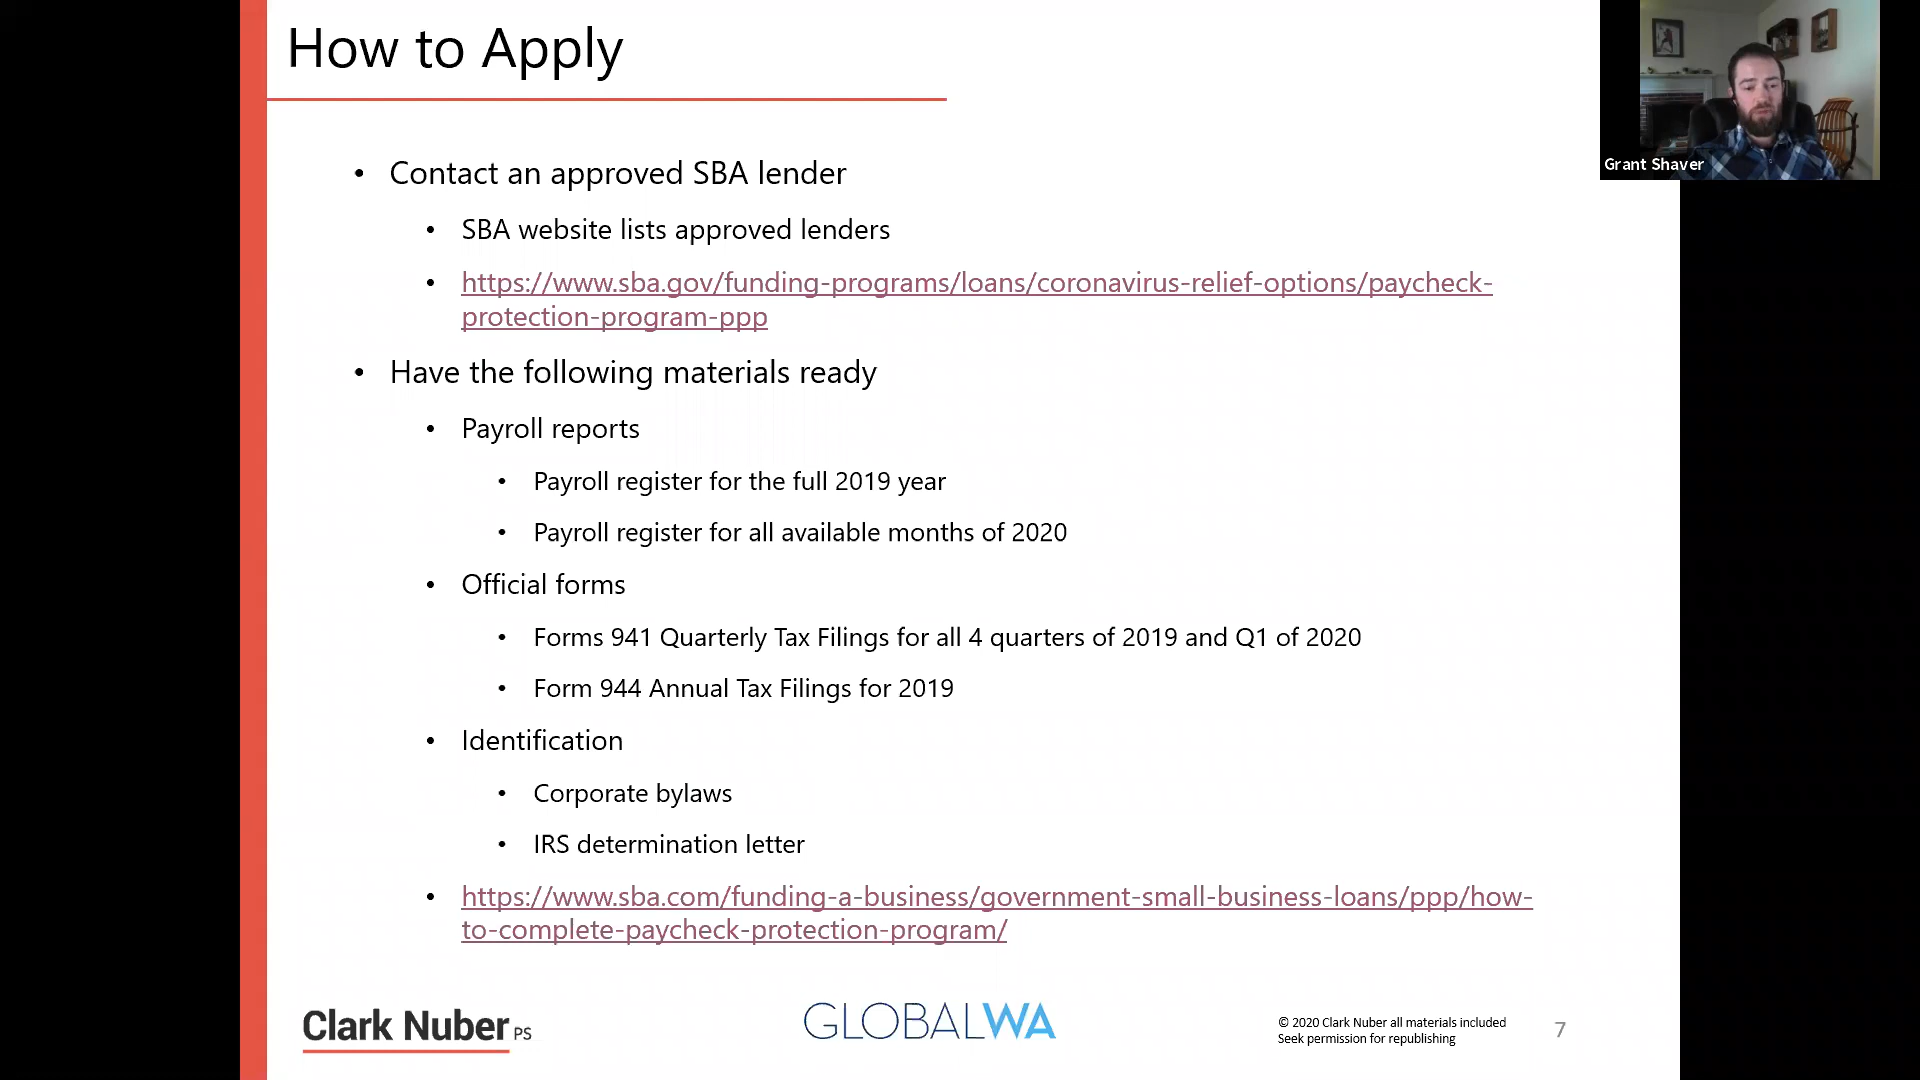 How to Apply
Grant Shaver
• Contact an approved SBA lender
• SBA website lists approved lenders
• https://www.sba.gov/funding-programs/loans/coronavirus-relief-options/paycheck-
protection-program-ppp
• Have the following materials ready
• Payroll reports
• Payroll register for the full 2019 year
• Payroll register for all available months of 2020
• Official forms
• Forms 941 Quarterly Tax Filings for all 4 quarters of 2019 and Q1 of 2020
• Form 944 Annual Tax Filings for 2019
• Identification
• Corporate bylaws
• IRS determination letter
• https://www.sba.com/funding-a-business/government-small-business-loans/ppp/how-
to-complete-paycheck-protection-program/
Clark Nuber PS
GLOBALWA
© 2020 Clark Nuber all materials included
Seek permission for republishing
7